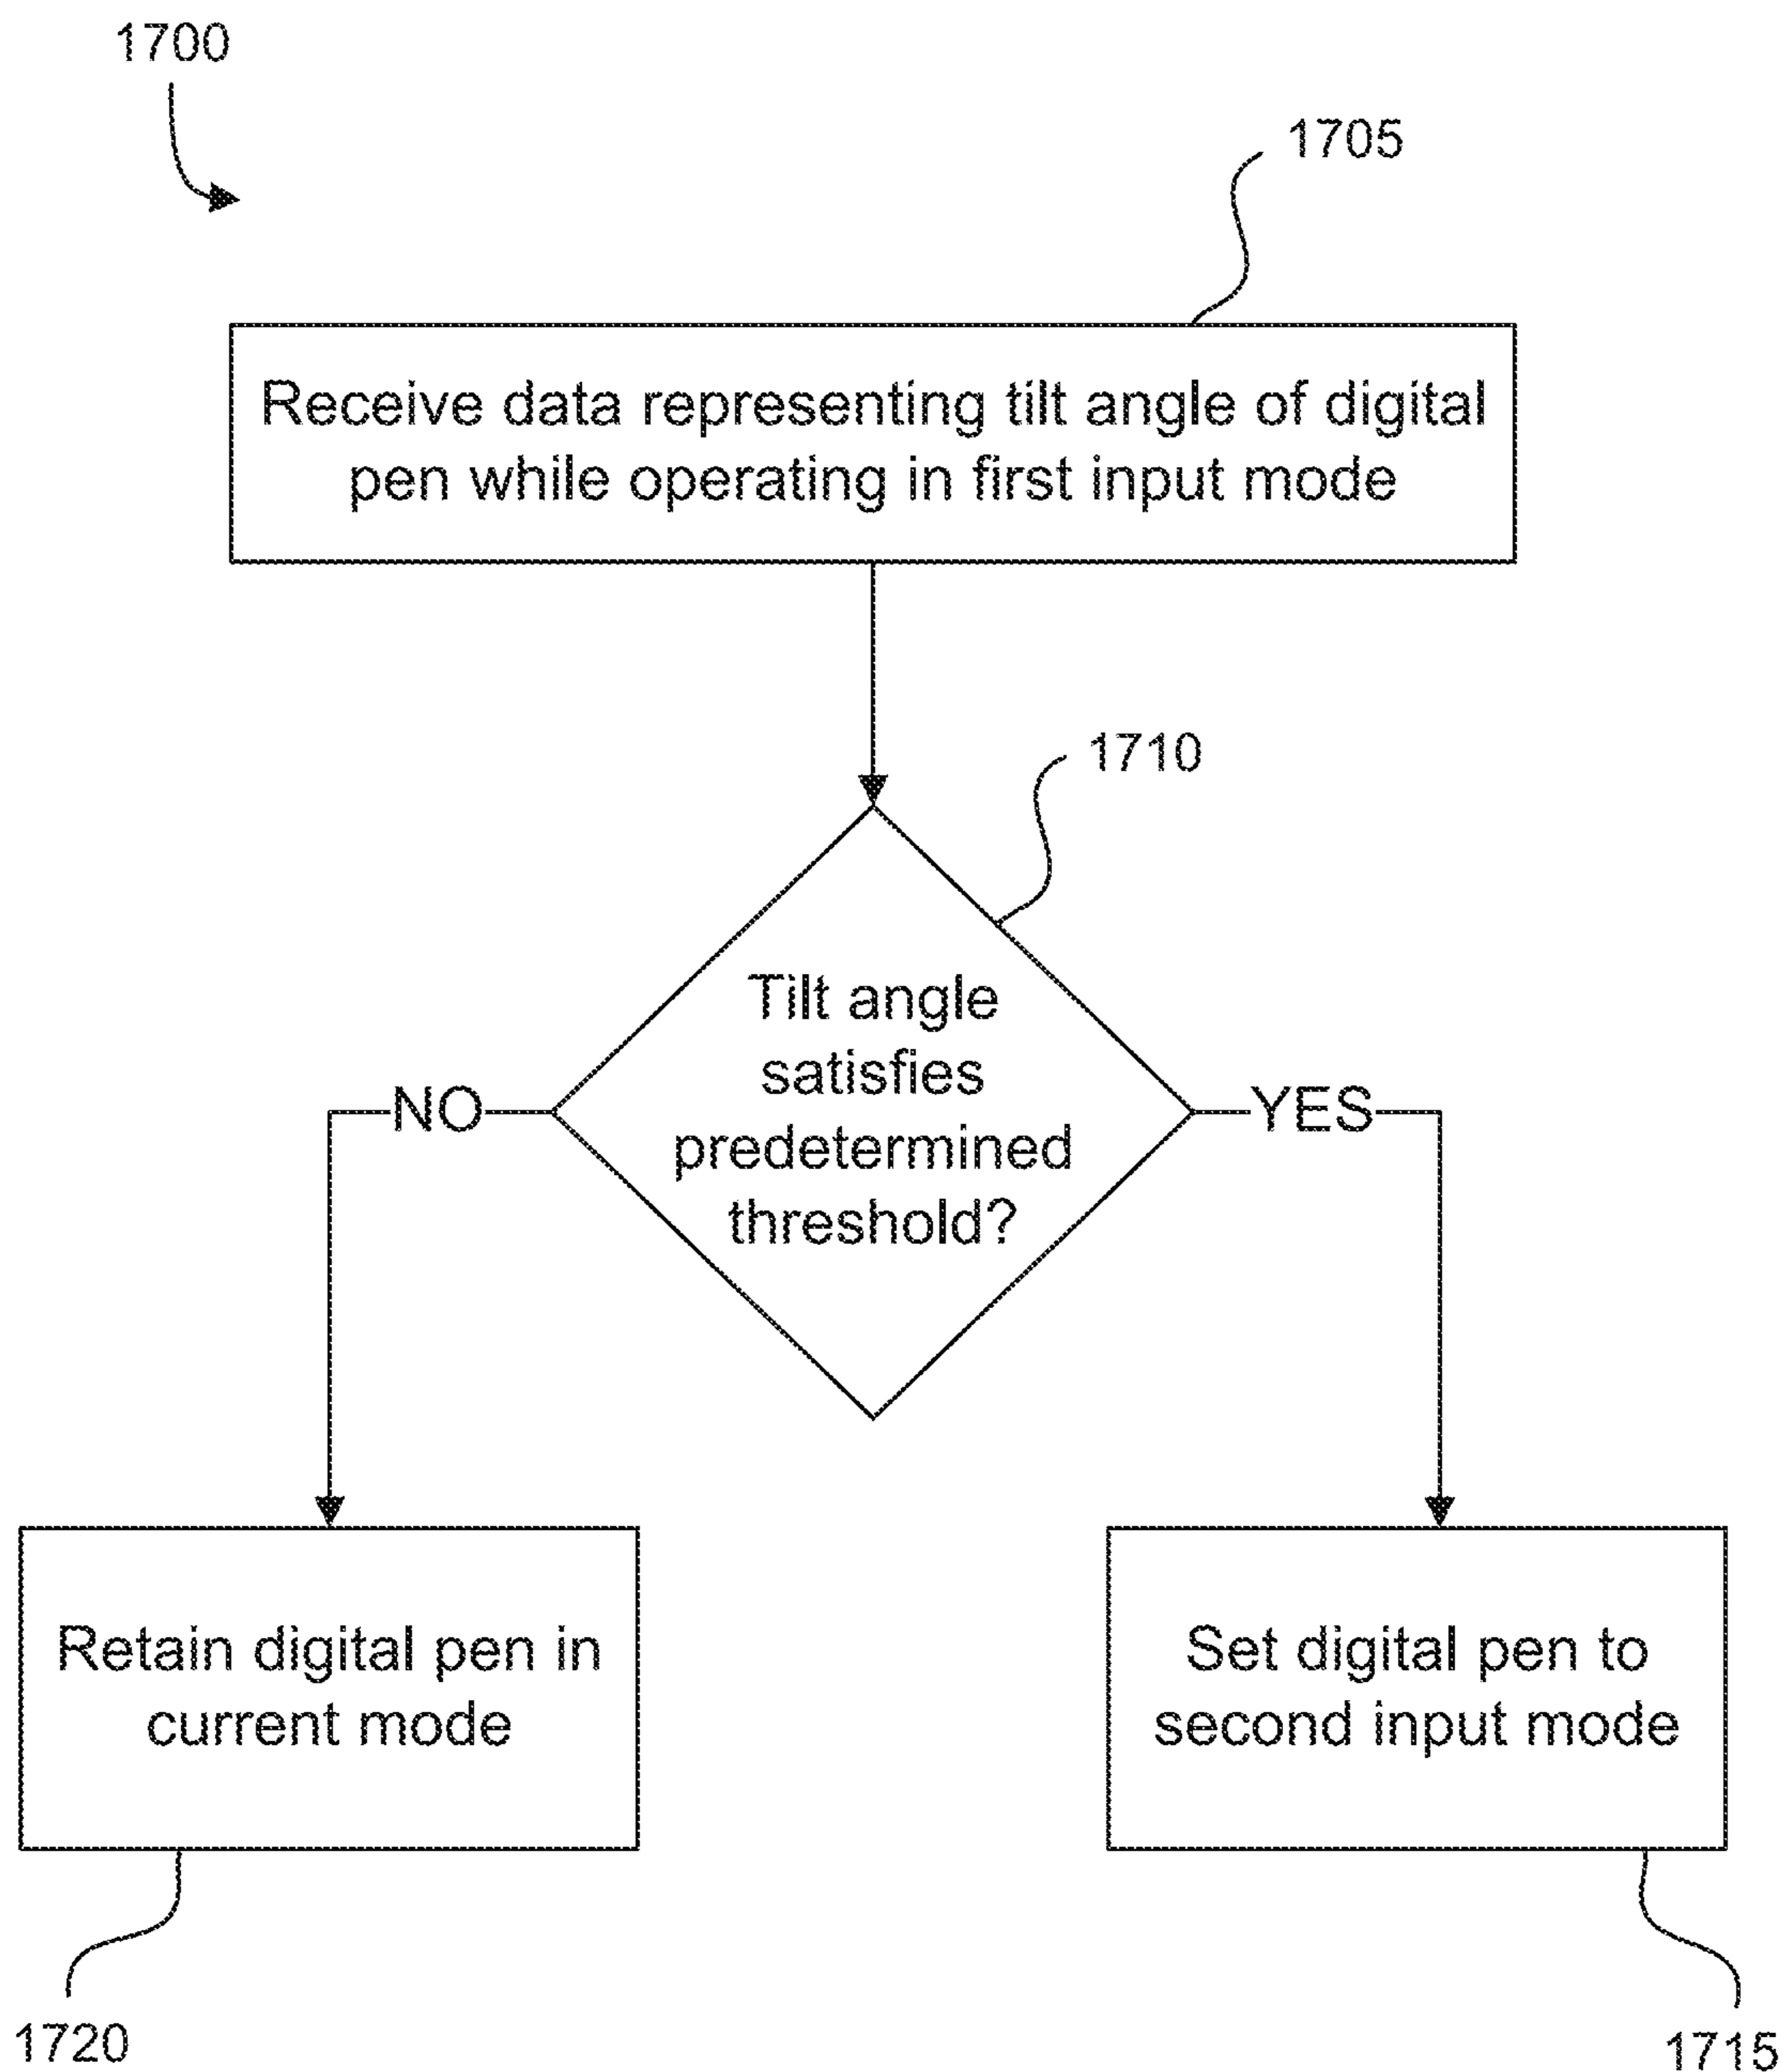 1700
1705
Receive data representing tilt angle of digital
pen while operating in first input mode
1710
Tilt angle
satisfies
predetermined
threshold?
NO
YES
Retain digital pen in
current mode
Set digital pen to
second input mode
1720
1715